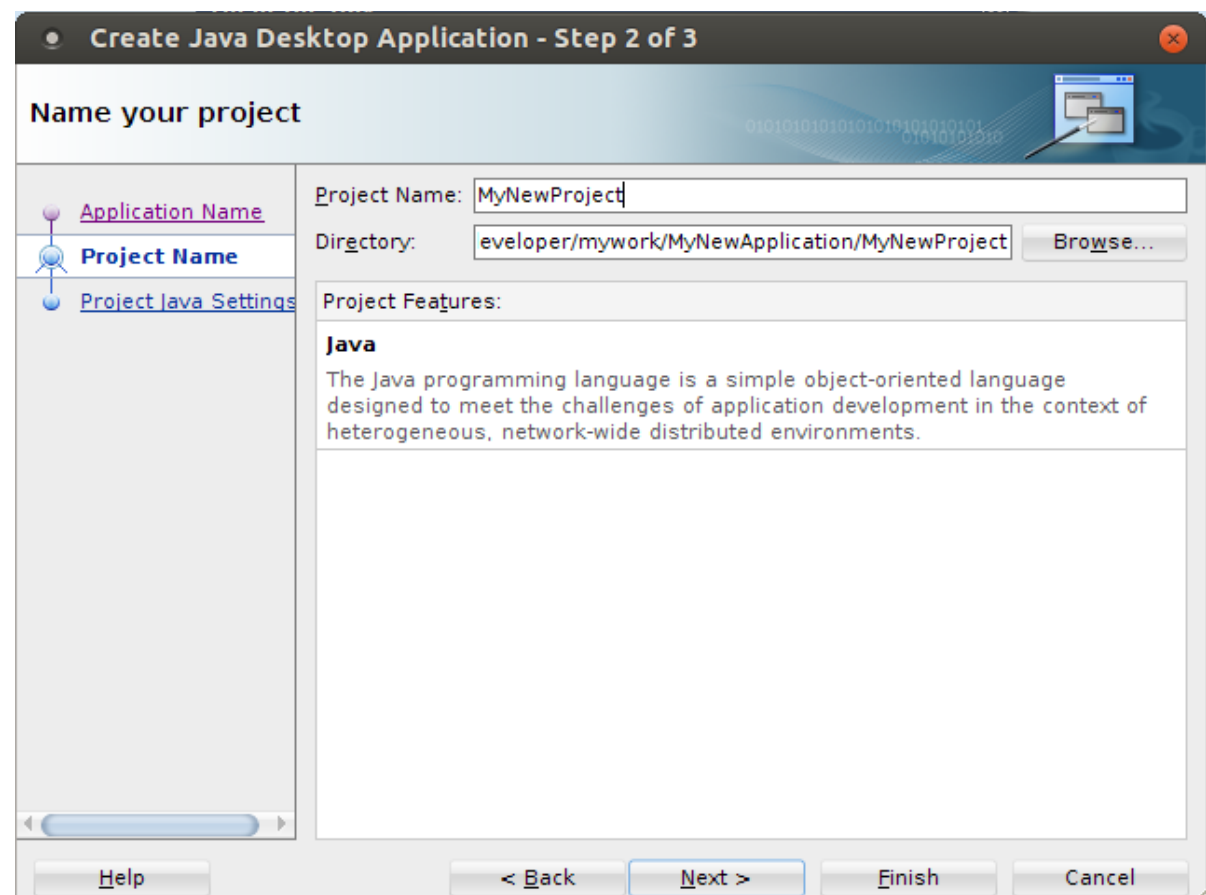 Create Java Desktop Application - Step 2 of 3
Name your project
010101010101010101010101
01010101010
Application Name
Project Name
Project Java Settings
Project Name: MyNewProject
Directory: eveloper/mywork/MyNewApplication/MyNewProject Browse...
Project Features:
Java
The Java programming language is a simple object-oriented language
designed to meet the challenges of application development in the context of
heterogeneous, network-wide distributed environments.
Help < Back Next > Finish Cancel